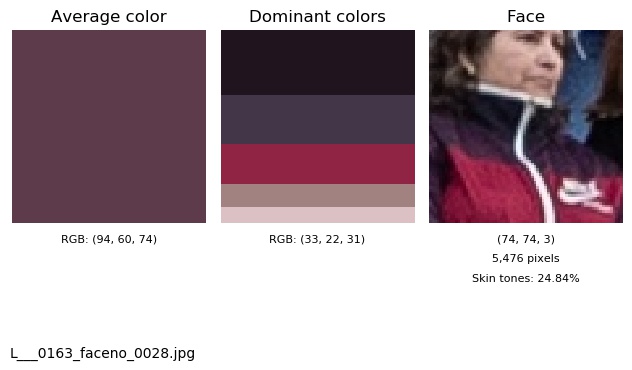 Average color
Dominant colors
Face
RGB: (94, 60, 74)
RGB: (33, 22, 31)
(74, 74, 3)
5,476 pixels
Skin tones: 24.84%
L___0163_faceno_0028.jpg